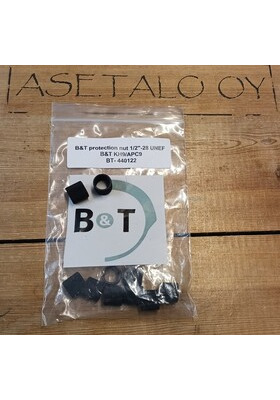 ASETALO OY
B&T protection nut 1/2"-28 UNEF
B&T KH9/APC9
BT- 440122
B&T